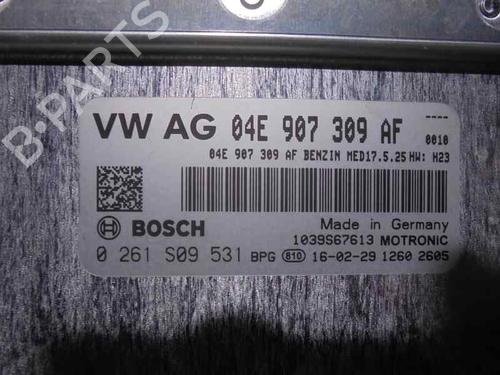 B-PARTS
VW AG 04E 907 309 AF ----
0010
04E 907 309 AF BENZIN MED17.5.25 HW: H23
BOSCH
Made in Germany
1039S67613 MOTRONIC
0 261 S09 531 BPG 810 16-02-29 1260 2605